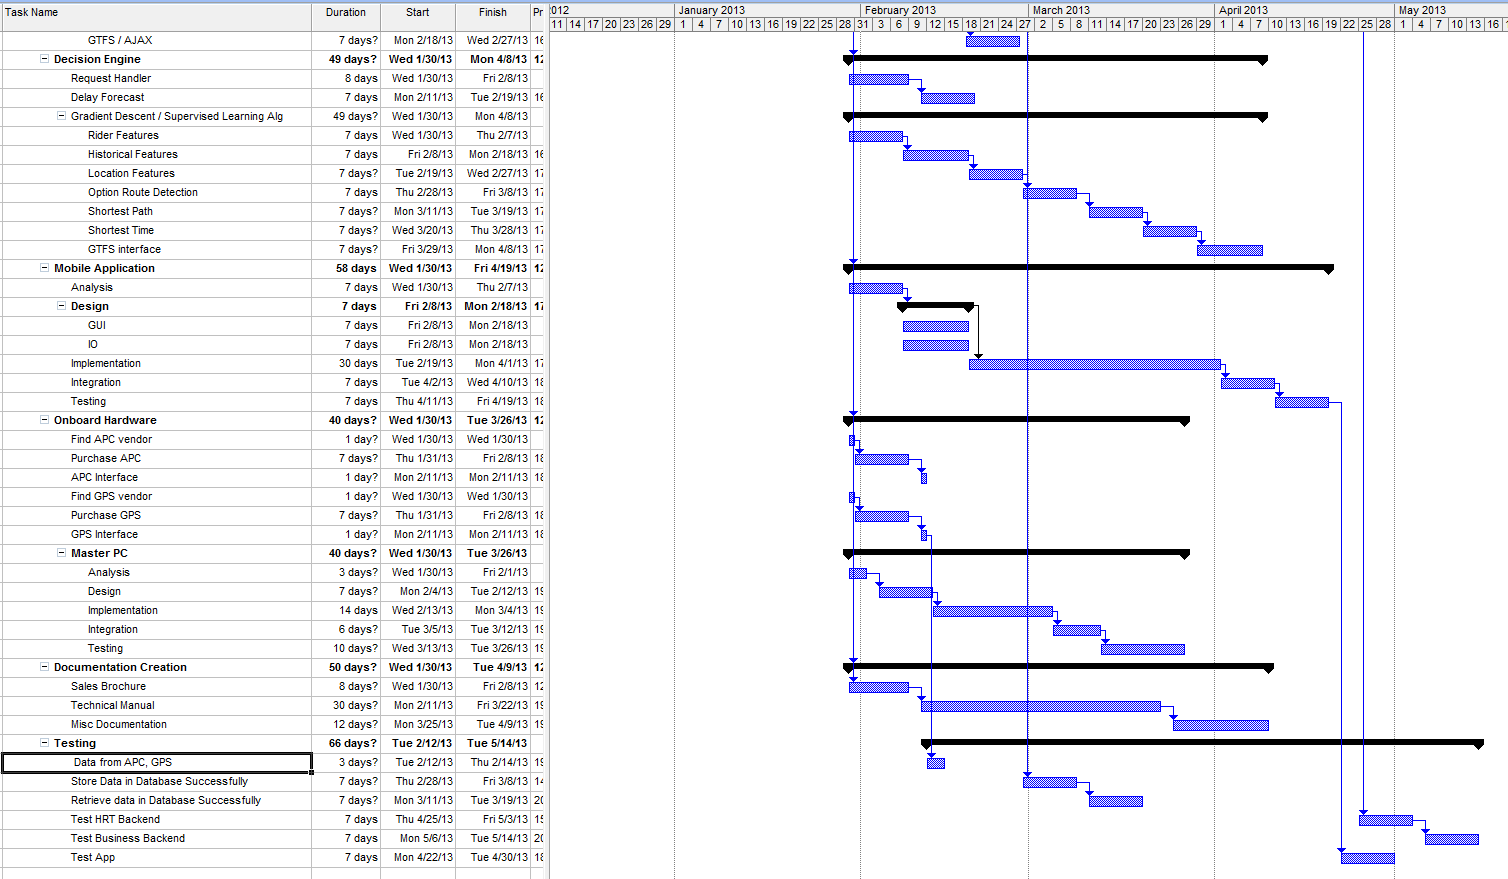 Task Name Duration Start Finish Pr 2012 January 2013 February 2013 March 2013 April 2013 May 2013
11 14 17 20 23 26 29 1 4 7 10 13 16 19 22 25 28 31 3 6 9 12 15 18 21 24 27 2 5 8 11 14 17 20 23 26 29 1 4 7 10 13 16 19 22 25 28 1 4 7 10 13 16
GTFS / AJAX 7 days? Mon 2/18/13 Wed 2/27/13 16
Decision Engine 49 days? Wed 1/30/13 Mon 4/8/13 12
Request Handler 8 days Wed 1/30/13 Fri 2/8/13
Delay Forecast 7 days Mon 2/11/13 Tue 2/19/13 16
Gradient Descent / Supervised Learning Alg 49 days? Wed 1/30/13 Mon 4/8/13
Rider Features 7 days Wed 1/30/13 Thu 2/7/13
Historical Features 7 days Fri 2/8/13 Mon 2/18/13 16
Location Features 7 days? Tue 2/19/13 Wed 2/27/13 17
Option Route Detection 7 days Thu 2/28/13 Fri 3/8/13 17
Shortest Path 7 days? Mon 3/11/13 Tue 3/19/13 17
Shortest Time 7 days? Wed 3/20/13 Thu 3/28/13 17
GTFS interface 7 days? Fri 3/29/13 Mon 4/8/13 17
Mobile Application 58 days Wed 1/30/13 Fri 4/19/13 12
Analysis 7 days Wed 1/30/13 Thu 2/7/13
Design 7 days Fri 2/8/13 Mon 2/18/13 17
GUI 7 days Fri 2/8/13 Mon 2/18/13
IO 7 days Fri 2/8/13 Mon 2/18/13
Implementation 30 days Tue 2/19/13 Mon 4/1/13 17
Integration 7 days Tue 4/2/13 Wed 4/10/13 18
Testing 7 days Thu 4/11/13 Fri 4/19/13 18
Onboard Hardware 40 days? Wed 1/30/13 Tue 3/26/13 12
Find APC vendor 1 day? Wed 1/30/13 Wed 1/30/13
Purchase APC 7 days? Thu 1/31/13 Fri 2/8/13 18
APC Interface 1 day? Mon 2/11/13 Mon 2/11/13 18
Find GPS vendor 1 day? Wed 1/30/13 Wed 1/30/13
Purchase GPS 7 days? Thu 1/31/13 Fri 2/8/13 18
GPS Interface 1 day? Mon 2/11/13 Mon 2/11/13 18
Master PC 40 days? Wed 1/30/13 Tue 3/26/13
Analysis 3 days? Wed 1/30/13 Fri 2/1/13
Design 7 days? Mon 2/4/13 Tue 2/12/13 19
Implementation 14 days Wed 2/13/13 Mon 3/4/13 19
Integration 6 days? Tue 3/5/13 Tue 3/12/13 19
Testing 10 days? Wed 3/13/13 Tue 3/26/13 19
Documentation Creation 50 days? Wed 1/30/13 Tue 4/9/13 12
Sales Brochure 8 days? Wed 1/30/13 Fri 2/8/13 12
Technical Manual 30 days? Mon 2/11/13 Fri 3/22/13 19
Misc Documentation 12 days? Mon 3/25/13 Tue 4/9/13 19
Testing 66 days? Tue 2/12/13 Tue 5/14/13
Data from APC, GPS 3 days? Tue 2/12/13 Thu 2/14/13 19
Store Data in Database Successfully 7 days? Thu 2/28/13 Fri 3/8/13 14
Retrieve data in Database Successfully 7 days? Mon 3/11/13 Tue 3/19/13 20
Test HRT Backend 7 days Thu 4/25/13 Fri 5/3/13 15
Test Business Backend 7 days Mon 5/6/13 Tue 5/14/13 20
Test App 7 days Mon 4/22/13 Tue 4/30/13 18